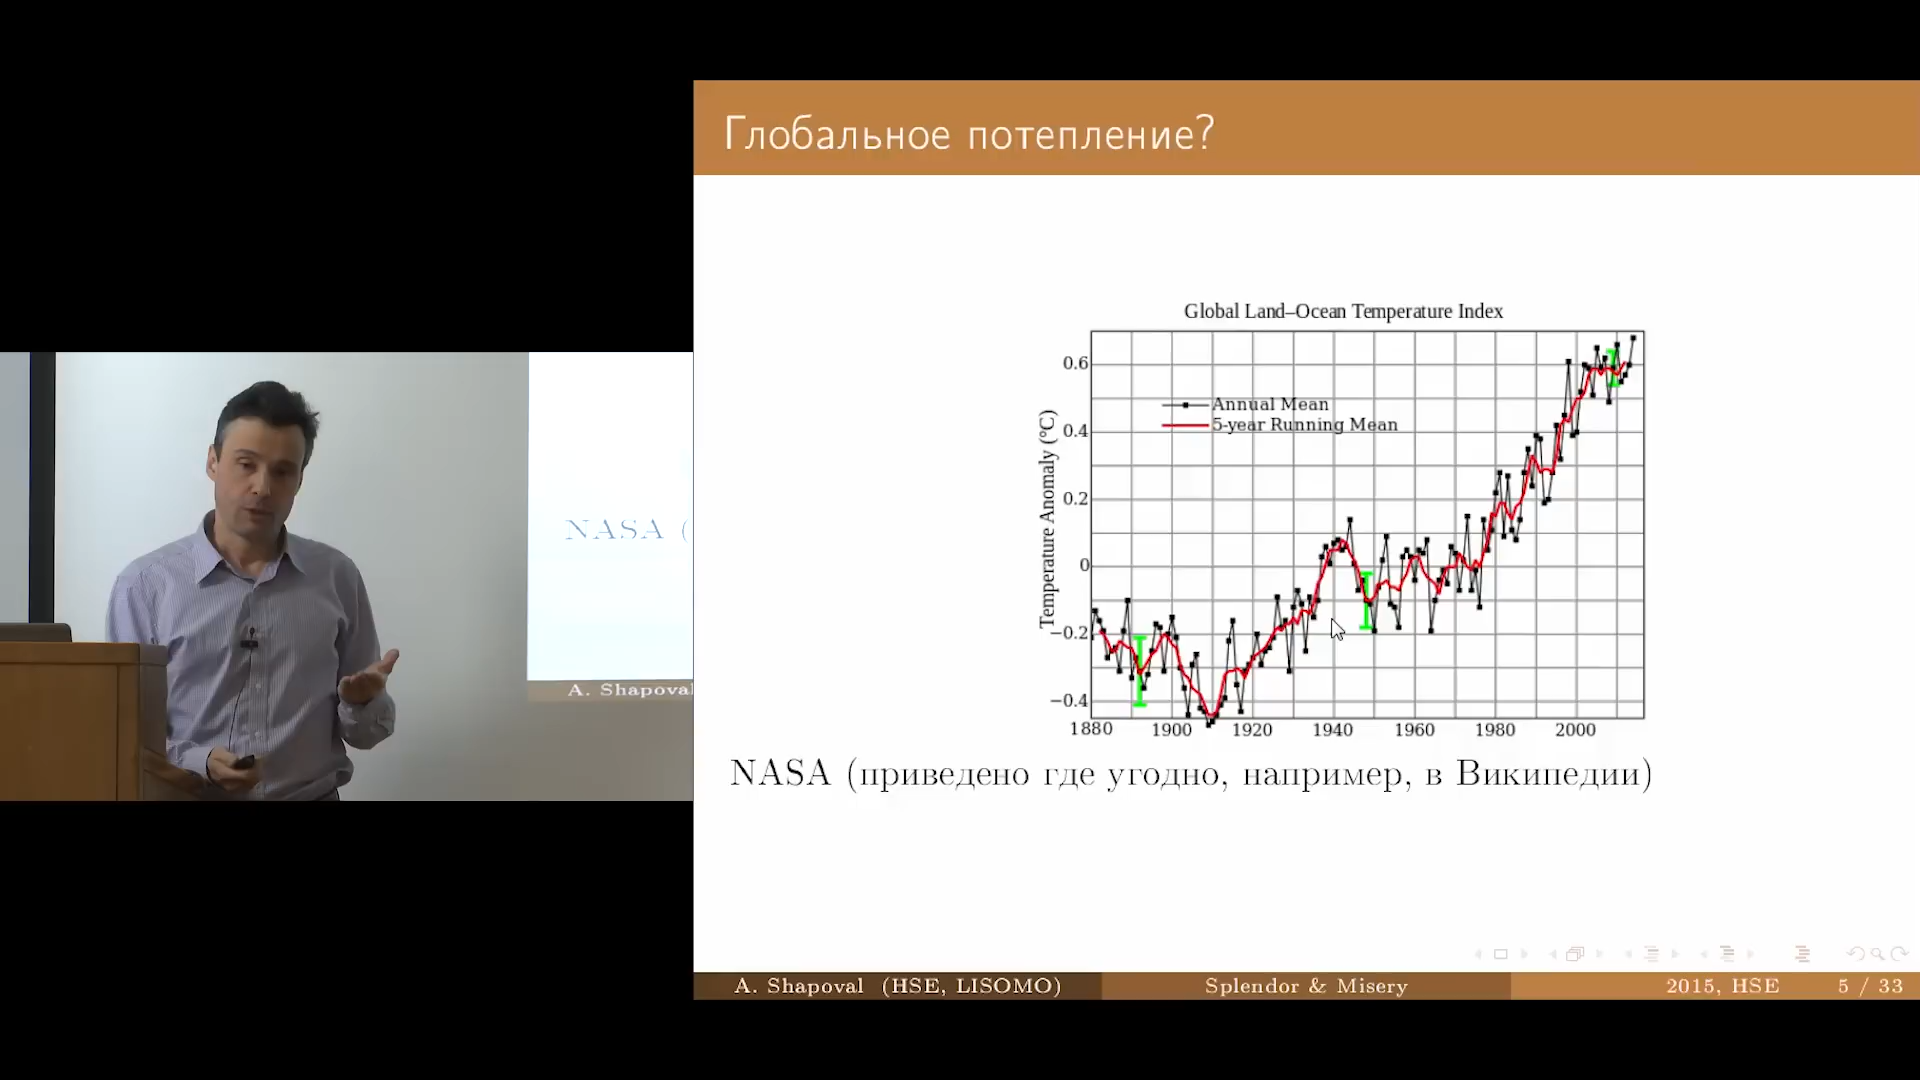 Глобальное потепление?
Global Land–Ocean Temperature Index
Temperature Anomaly (°C)
0.6
0.4
0.2
0
−0.2
−0.4
Annual Mean
5-year Running Mean
1880 1900 1920 1940 1960 1980 2000
NASA (приведено где угодно, например, в Википедии)
NASA (
A. Shapoval
A. Shapoval (HSE, LISOMO) Splendor & Misery 2015, HSE 5 / 33